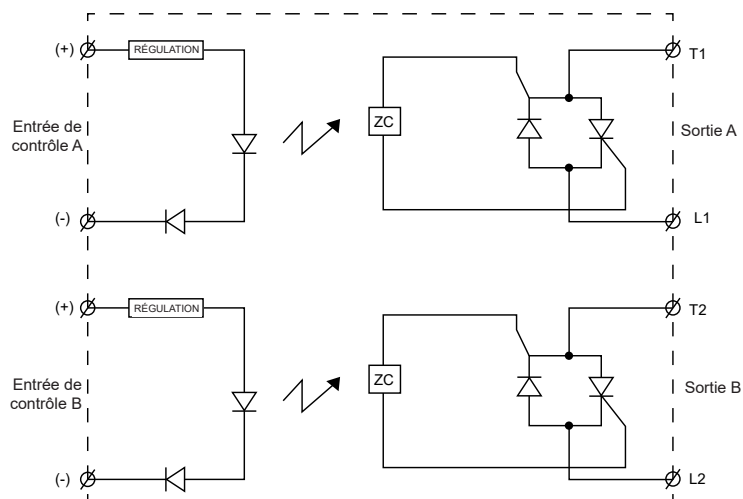 (+)
RÉGULATION
T1
Entrée de
contrôle A
ZC
Sortie A
(-)
L1
(+)
RÉGULATION
T2
Entrée de
contrôle B
ZC
Sortie B
(-)
L2